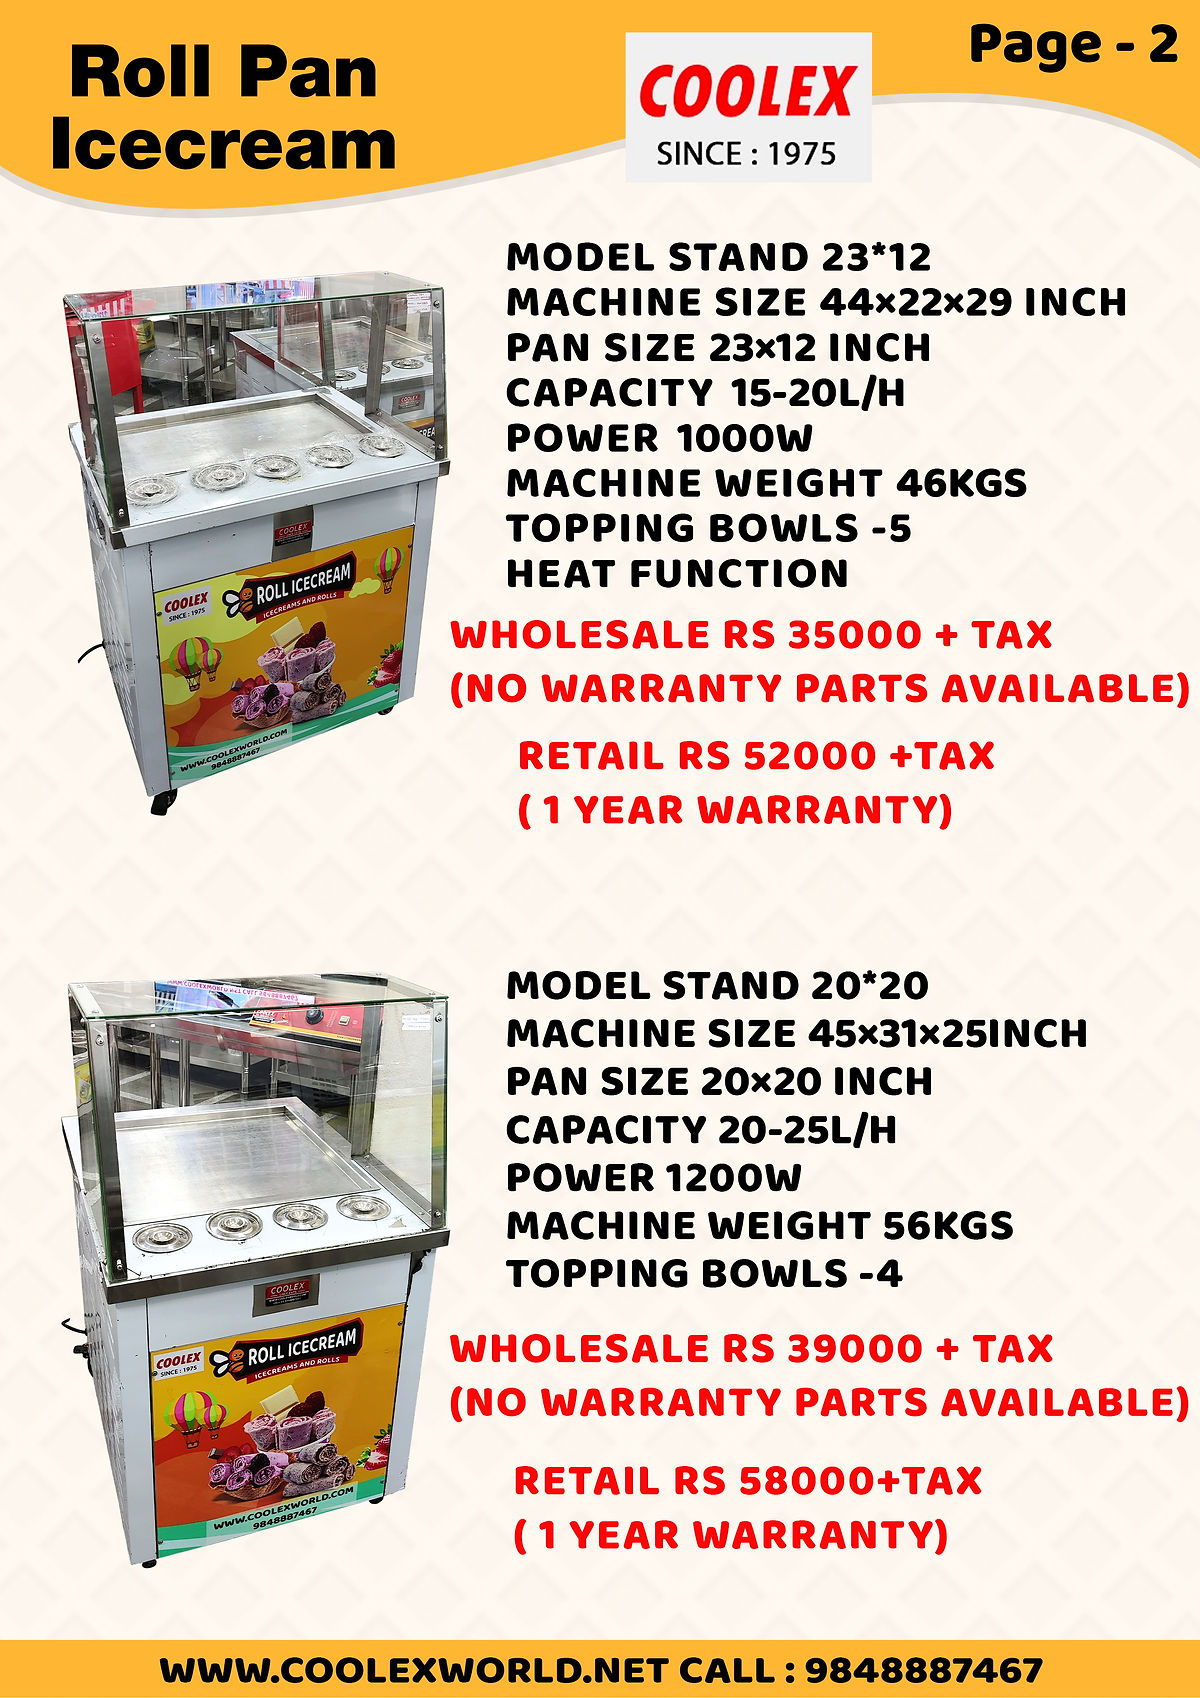 Roll Pan
Icecream
COOLEX
SINCE : 1975
Page - 2
MODEL STAND 23*12
MACHINE SIZE 44×22×29 INCH
PAN SIZE 23×12 INCH
CAPACITY 15-20L/H
POWER 1000W
MACHINE WEIGHT 46KGS
TOPPING BOWLS -5
HEAT FUNCTION
WHOLESALE RS 35000 + TAX
(NO WARRANTY PARTS AVAILABLE)
RETAIL RS 52000 +TAX
( 1 YEAR WARRANTY)
COOLEX
COOLEX
SINCE : 1975
ROLL ICECREAM
ICECREAMS AND ROLLS
WWW.COOLEXWORLD.COM
9848887467
MODEL STAND 20*20
MACHINE SIZE 45×31×25INCH
PAN SIZE 20×20 INCH
CAPACITY 20-25L/H
POWER 1200W
MACHINE WEIGHT 56KGS
TOPPING BOWLS -4
WHOLESALE RS 39000 + TAX
(NO WARRANTY PARTS AVAILABLE)
RETAIL RS 58000+TAX
( 1 YEAR WARRANTY)
COOLEX
COOLEX
SINCE : 1975
ROLL ICECREAM
ICECREAMS AND ROLLS
WWW.COOLEXWORLD.COM
9848887467
WWW.COOLEXWORLD.NET CALL : 9848887467